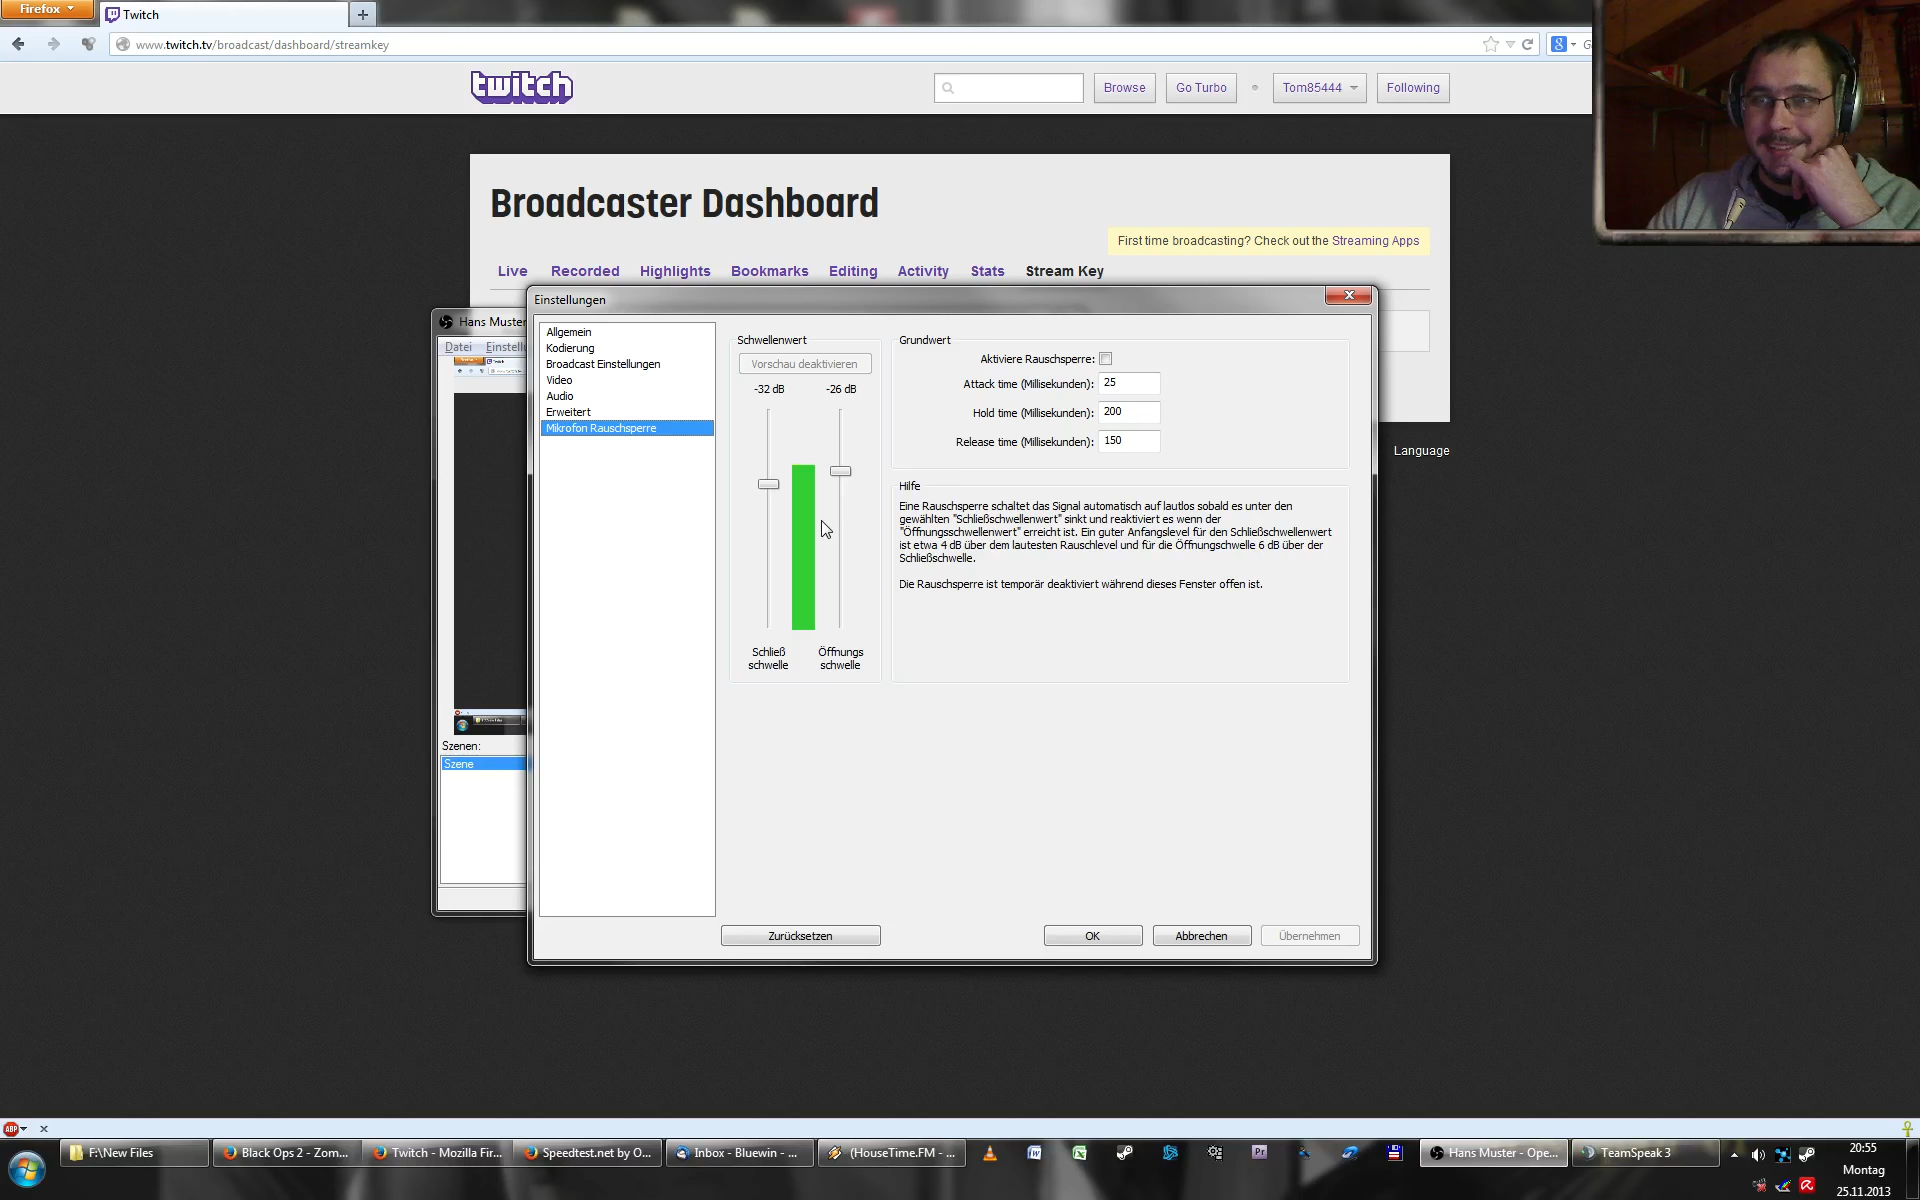 Firefox
Twitch
www.twitch.tv/broadcast/dashboard/streamkey
twitch
Browse
Go Turbo
Tom85444
Following
Broadcaster Dashboard
First time broadcasting? Check out the Streaming Apps
Live Recorded Highlights Bookmarks Editing Activity Stats Stream Key
Language
Hans Muster
Datei
Szenen:
Szene
Einstellungen
Allgemein
Kodierung
Broadcast Einstellungen
Video
Audio
Erweitert
Mikrofon Rauschsperre
Schwellenwert
Vorschau deaktivieren
-32 dB -26 dB
Schließ
schwelle
Öffnungs
schwelle
Grundwert
Aktiviere Rauschsperre:
Attack time (Millisekunden): 25
Hold time (Millisekunden): 200
Release time (Millisekunden): 150
Hilfe
Eine Rauschsperre schaltet das Signal automatisch auf lautlos sobald es unter den
gewählten "Schließschwellenwert" sinkt und reaktiviert es wenn der
"Öffnungsschwellenwert" erreicht ist. Ein guter Anfangslevel für den Schließschwellenwert
ist etwa 4 dB über dem lautesten Rauschlevel und für die Öffnungschwelle 6 dB über der
Schließschwelle.
Die Rauschsperre ist temporär deaktiviert während dieses Fenster offen ist.
Zurücksetzen
OK
Abbrechen
Übernehmen
ABP
F:\New Files
Black Ops 2 - Zom...
Twitch - Mozilla Fir...
Speedtest.net by O...
Inbox - Bluewin - ...
(HouseTime.FM - ...
Pr
Hans Muster - Ope...
TeamSpeak 3
20:55
Montag
25.11.2013